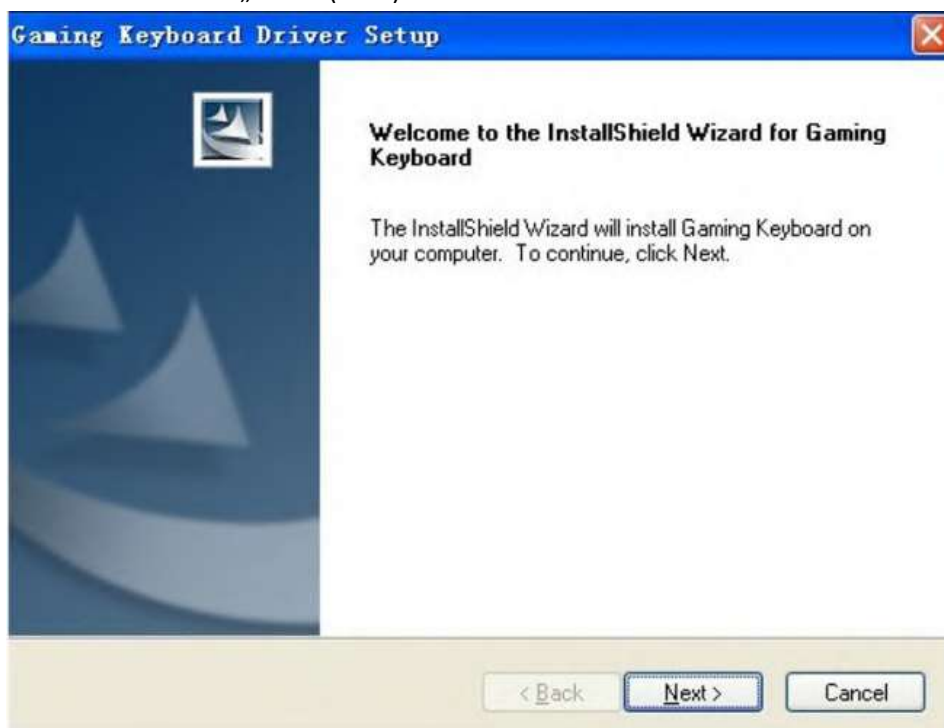 Gaming Keyboard Driver Setup
Welcome to the InstallShield Wizard for Gaming
Keyboard
The InstallShield Wizard will install Gaming Keyboard on
your computer. To continue, click Next.
< Back
Next >
Cancel